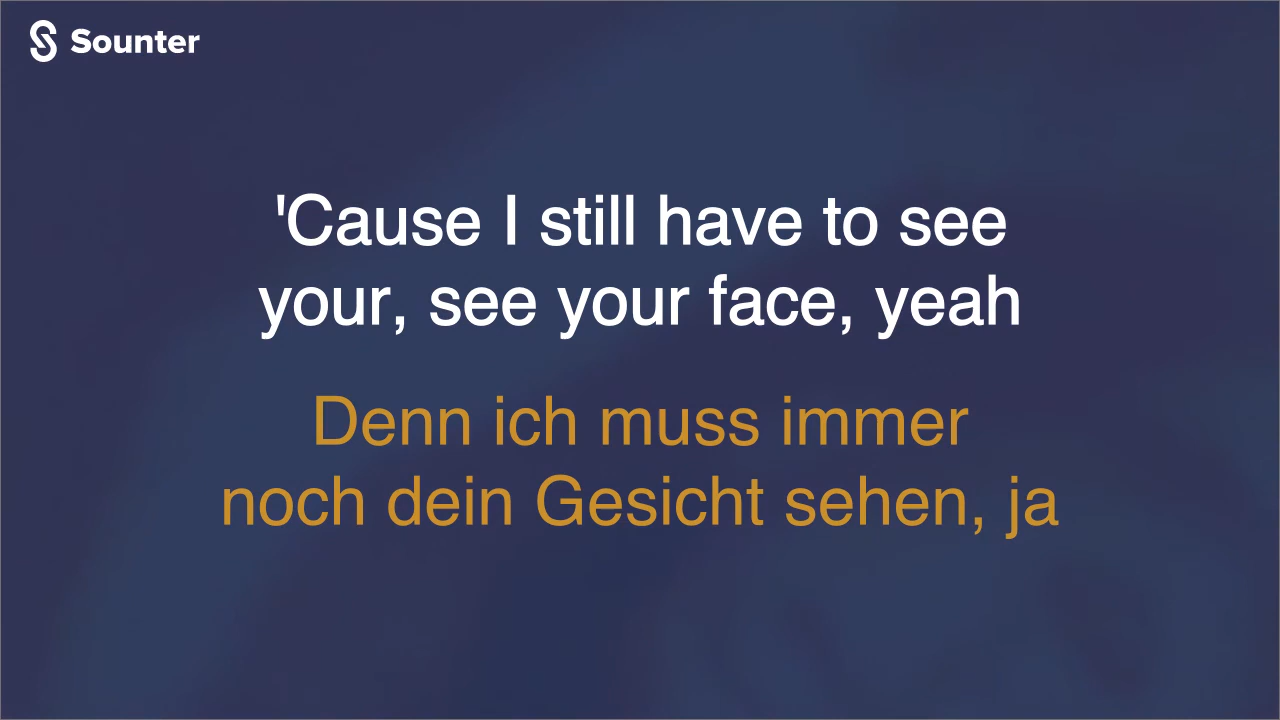 Sounter
'Cause I still have to see
your, see your face, yeah
Denn ich muss immer
noch dein Gesicht sehen, ja